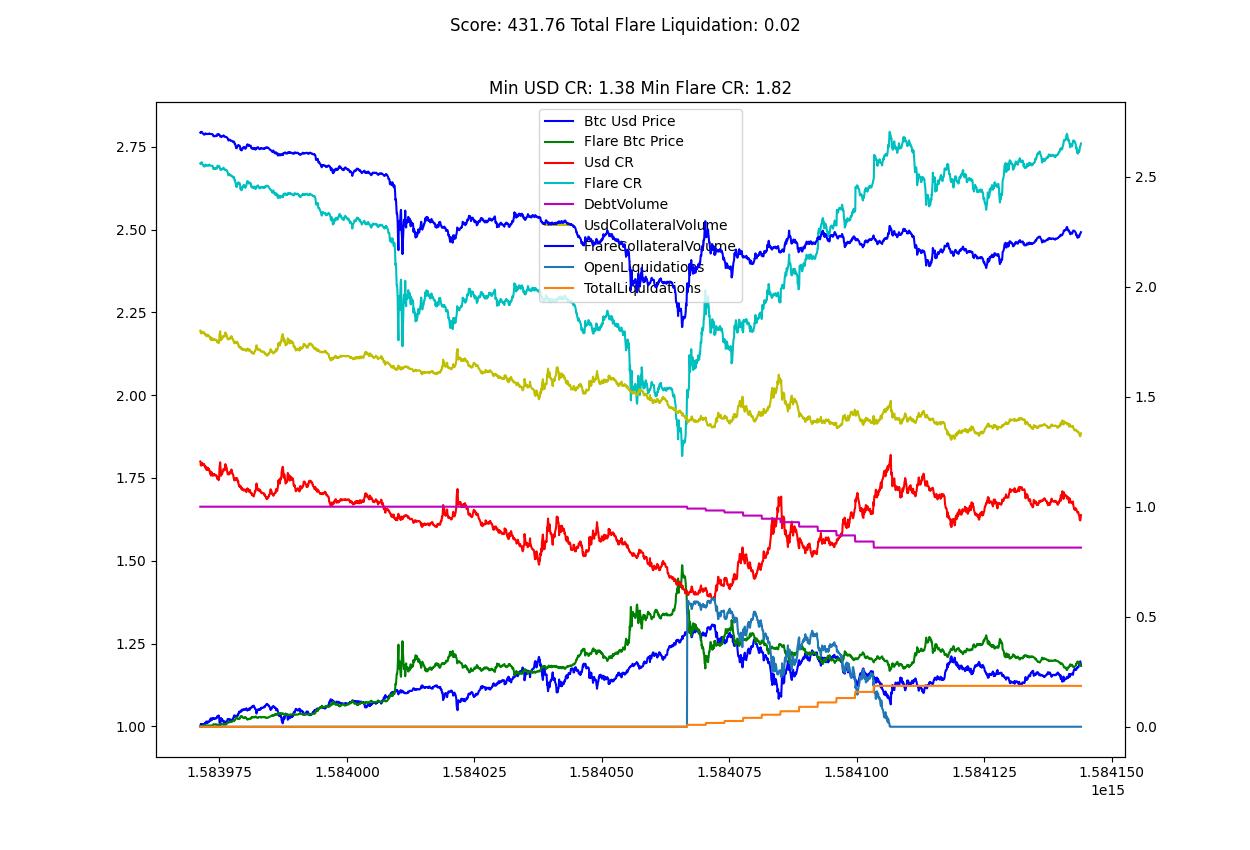 Score: 431.76 Total Flare Liquidation: 0.02
Min USD CR: 1.38 Min Flare CR: 1.82
Btc Usd Price
Flare Btc Price
Usd CR
Flare CR
DebtVolume
UsdCollateralVolume
FlareCollateralVolume
OpenLiquidations
TotalLiquidations
2.75
2.50
2.25
2.00
1.75
1.50
1.25
1.00
2.5
2.0
1.5
1.0
0.5
0.0
1.583975 1.584000 1.584025 1.584050 1.584075 1.584100 1.584125 1.584150
1e15